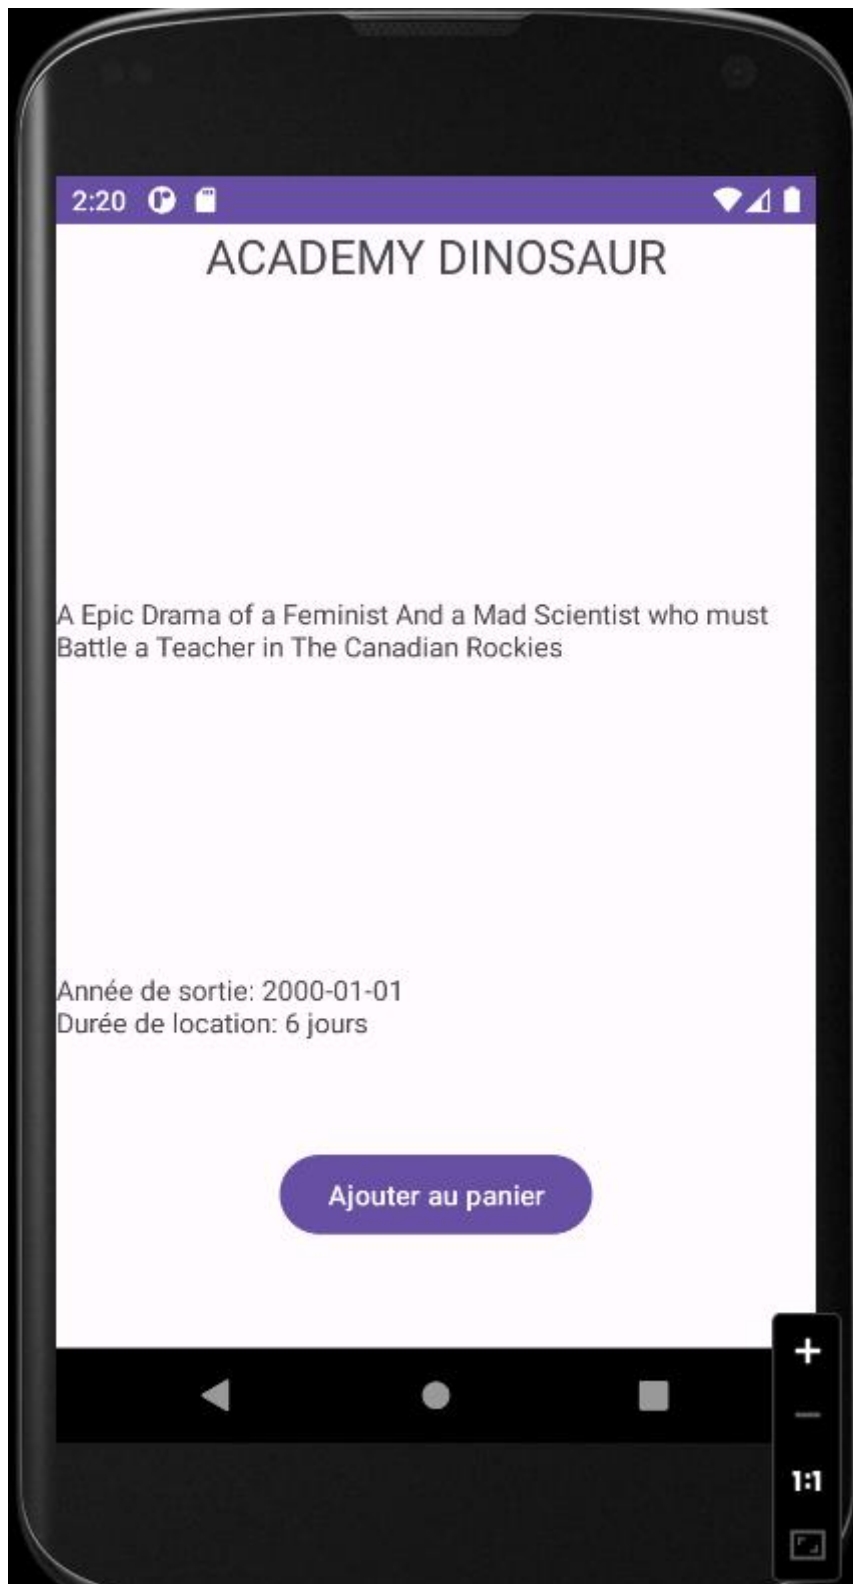 2:20
ACADEMY DINOSAUR
A Epic Drama of a Feminist And a Mad Scientist who must
Battle a Teacher in The Canadian Rockies
Année de sortie: 2000-01-01
Durée de location: 6 jours
Ajouter au panier
1:1